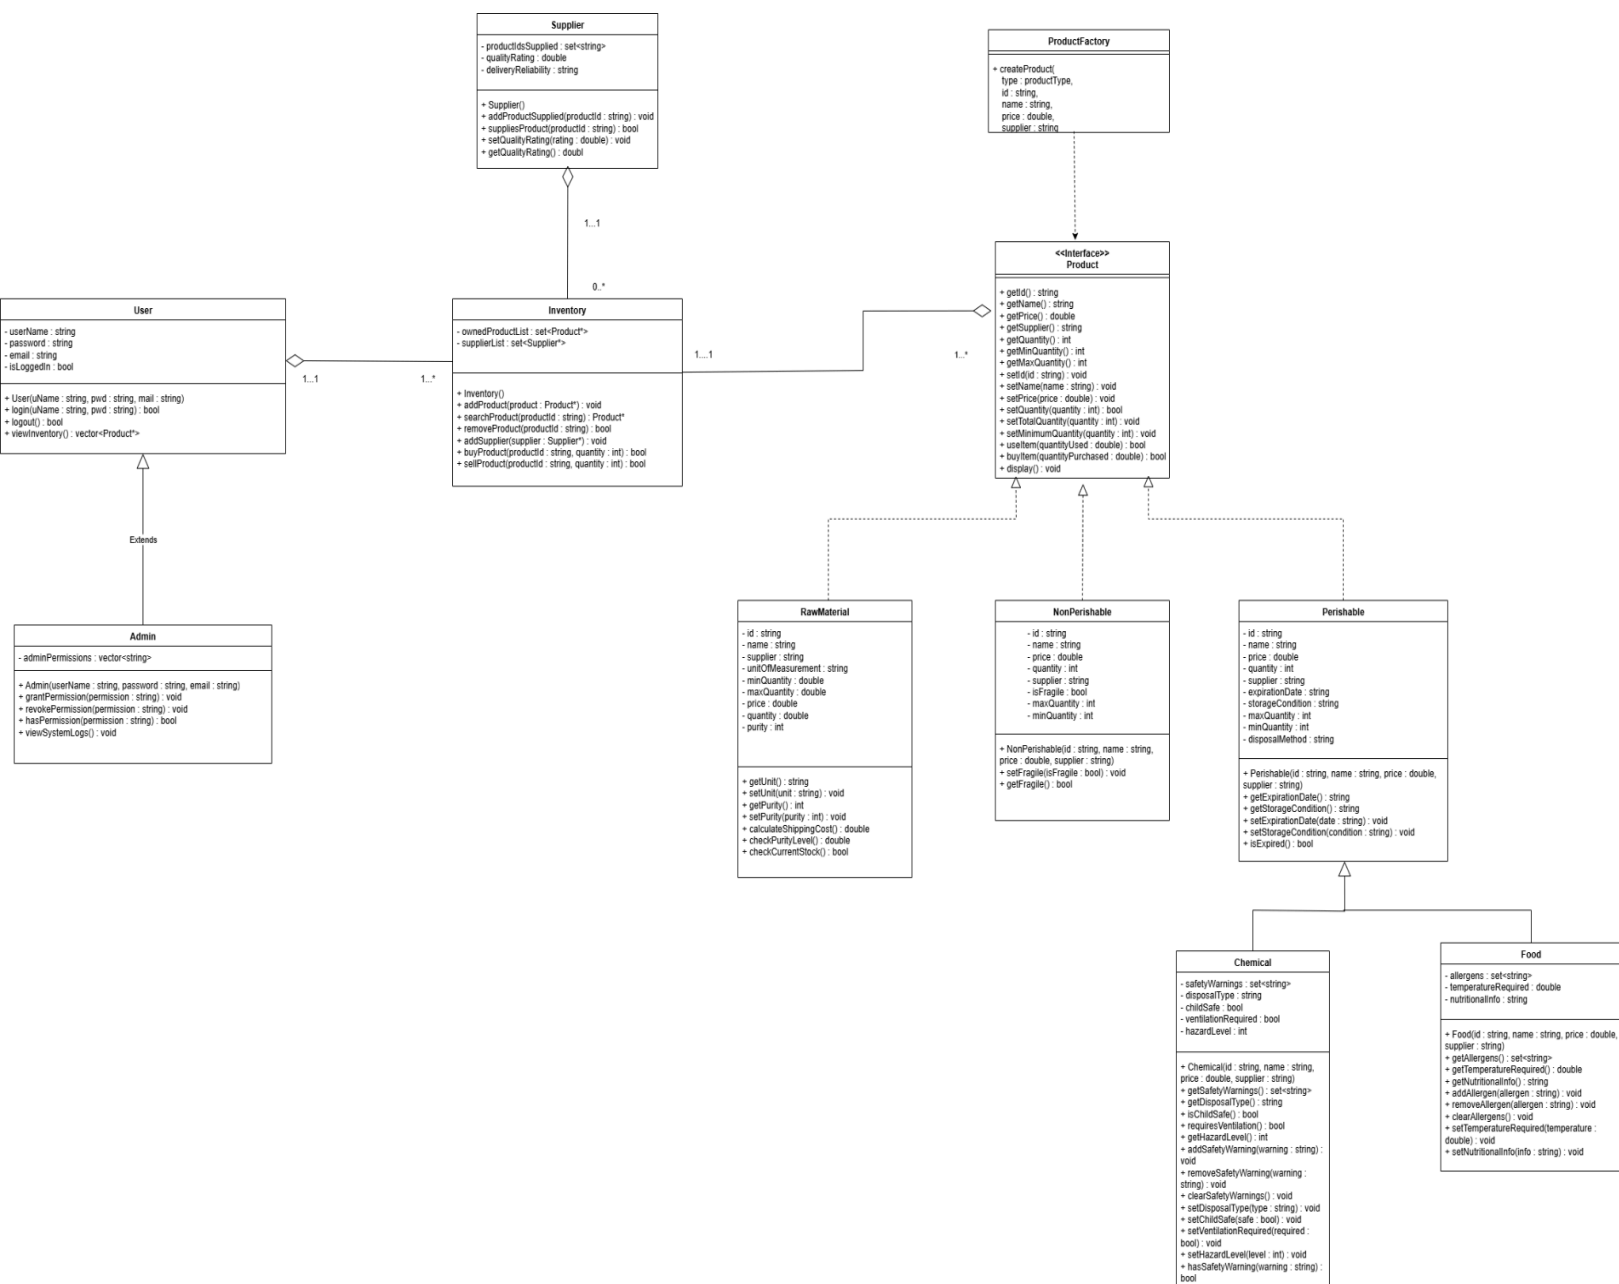 Supplier
- productIdsSupplied : set<string>
- qualityRating : double
- deliveryReliability : string
+ Supplier()
+ addProductSupplied(productId : string) : void
+ suppliesProduct(productId : string) : bool
+ setQualityRating(rating : double) : void
+ getQualityRating() : doubl
ProductFactory
+ createProduct(
type : productType,
id : string,
name : string,
price : double,
supplier : string
1...1
0..*
<<Interface>>
Product
+ getId() : string
+ getName() : string
+ getPrice() : double
+ getSupplier() : string
+ getQuantity() : int
+ getMinQuantity() : int
+ getMaxQuantity() : int
+ setId(id : string) : void
+ setName(name : string) : void
+ setPrice(price : double) : void
+ setQuantity(quantity : int) : bool
+ setTotalQuantity(quantity : int) : void
+ setMinimumQuantity(quantity : int) : void
+ useItem(quantityUsed : double) : bool
+ buyItem(quantityPurchased : double) : bool
+ display() : void
User
- userName : string
- password : string
- email : string
- isLoggedIn : bool
+ User(uName : string, pwd : string, mail : string)
+ login(uName : string, pwd : string) : bool
+ logout() : bool
+ viewInventory() : vector<Product*>
1...1
1...*
Inventory
- ownedProductList : set<Product*>
- supplierList : set<Supplier*>
+ Inventory()
+ addProduct(product : Product*) : void
+ searchProduct(productId : string) : Product*
+ removeProduct(productId : string) : bool
+ addSupplier(supplier : Supplier*) : void
+ buyProduct(productId : string, quantity : int) : bool
+ sellProduct(productId : string, quantity : int) : bool
1....1
1...*
Extends
Admin
- adminPermissions : vector<string>
+ Admin(userName : string, password : string, email : string)
+ grantPermission(permission : string) : void
+ revokePermission(permission : string) : void
+ hasPermission(permission : string) : bool
+ viewSystemLogs() : void
RawMaterial
- id : string
- name : string
- supplier : string
- unitOfMeasurement : string
- minQuantity : double
- maxQuantity : double
- price : double
- quantity : double
- purity : int
+ getUnit() : string
+ setUnit(unit : string) : void
+ getPurity() : int
+ setPurity(purity : int) : void
+ calculateShippingCost() : double
+ checkPurityLevel() : double
+ checkCurrentStock() : bool
NonPerishable
- id : string
- name : string
- price : double
- quantity : int
- supplier : string
- isFragile : bool
- maxQuantity : int
- minQuantity : int
+ NonPerishable(id : string, name : string,
price : double, supplier : string)
+ setFragile(isFragile : bool) : void
+ getFragile() : bool
Perishable
- id : string
- name : string
- price : double
- quantity : int
- supplier : string
- expirationDate : string
- storageCondition : string
- maxQuantity : int
- minQuantity : int
- disposalMethod : string
+ Perishable(id : string, name : string, price : double,
supplier : string)
+ getExpirationDate() : string
+ getStorageCondition() : string
+ setExpirationDate(date : string) : void
+ setStorageCondition(condition : string) : void
+ isExpired() : bool
Chemical
- safetyWarnings : set<string>
- disposalType : string
- childSafe : bool
- ventilationRequired : bool
- hazardLevel : int
+ Chemical(id : string, name : string,
price : double, supplier : string)
+ getSafetyWarnings() : set<string>
+ getDisposalType() : string
+ isChildSafe() : bool
+ requiresVentilation() : bool
+ getHazardLevel() : int
+ addSafetyWarning(warning : string) :
void
+ removeSafetyWarning(warning :
string) : void
+ clearSafetyWarnings() : void
+ setDisposalType(type : string) : void
+ setChildSafe(safe : bool) : void
+ setVentilationRequired(required :
bool) : void
+ setHazardLevel(level : int) : void
+ hasSafetyWarning(warning : string) :
bool
Food
- allergens : set<string>
- temperatureRequired : double
- nutritionalInfo : string
+ Food(id : string, name : string, price : double,
supplier : string)
+ getAllergens() : set<string>
+ getTemperatureRequired() : double
+ getNutritionalInfo() : string
+ addAllergen(allergen : string) : void
+ removeAllergen(allergen : string) : void
+ clearAllergens() : void
+ setTemperatureRequired(temperature :
double) : void
+ setNutritionalInfo(info : string) : void